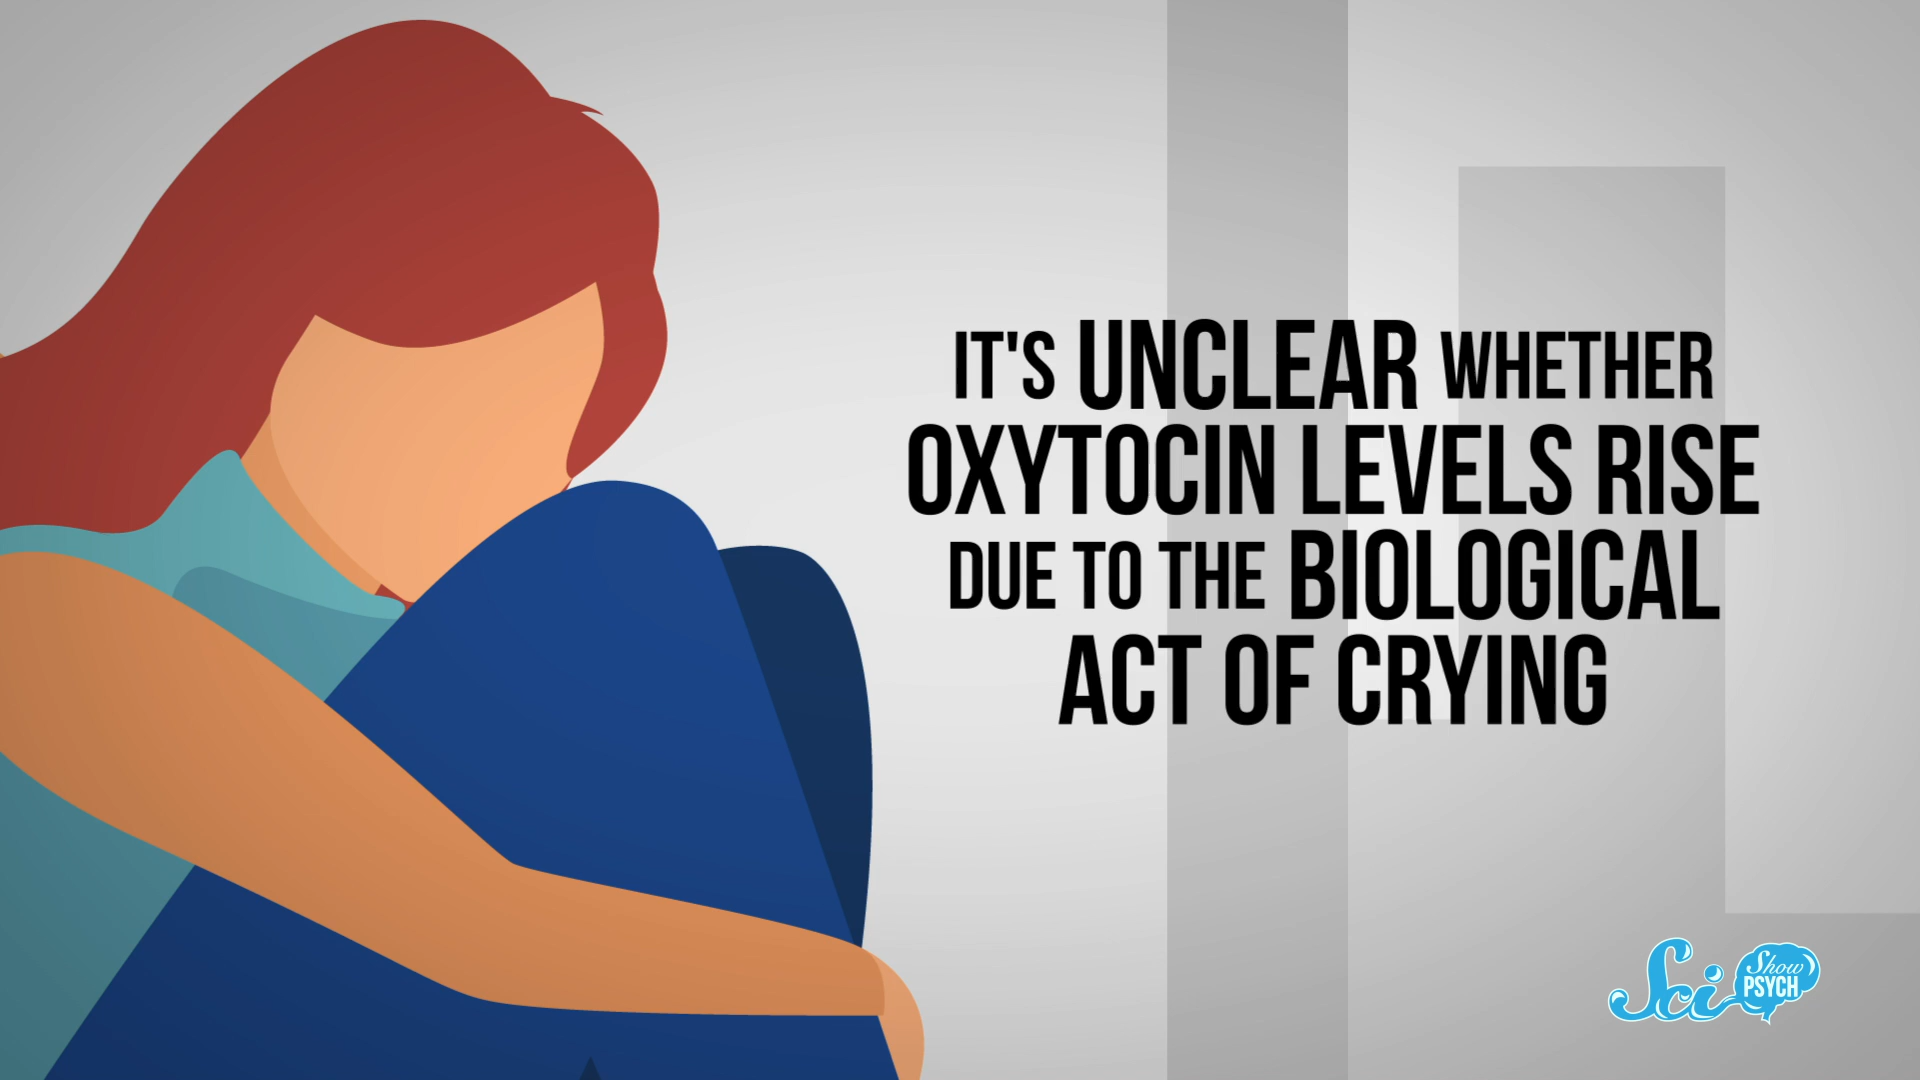 IT'S UNCLEAR WHETHER
OXYTOCIN LEVELS RISE
DUE TO THE BIOLOGICAL
ACT OF CRYING
Sci Show
PSYCH